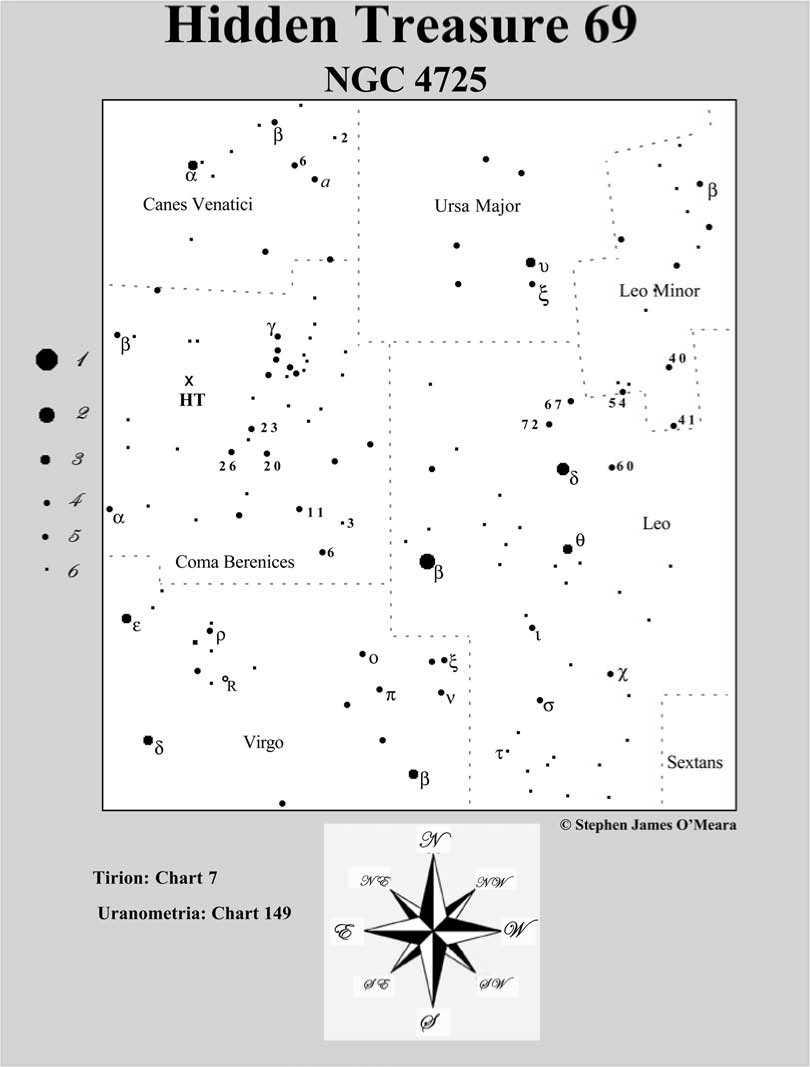 Hidden Treasure 69
NGC 4725
β
2
α
6
a
Canes Venatici
Ursa Major
β
υ
ξ
Leo Minor
γ
β
1
40
x
HT
67
54
2
72
41
23
3
26
20
δ
60
4
α
11
3
Leo
5
θ
6
Coma Berenices
6
β
ε
ρ
ι
ο
ξ
χ
R
π
ν
σ
δ
Virgo
τ
Sextans
β
© Stephen James O'Meara
Tirion: Chart 7
Uranometria: Chart 149
N
NE
NW
E
W
SE
SW
S